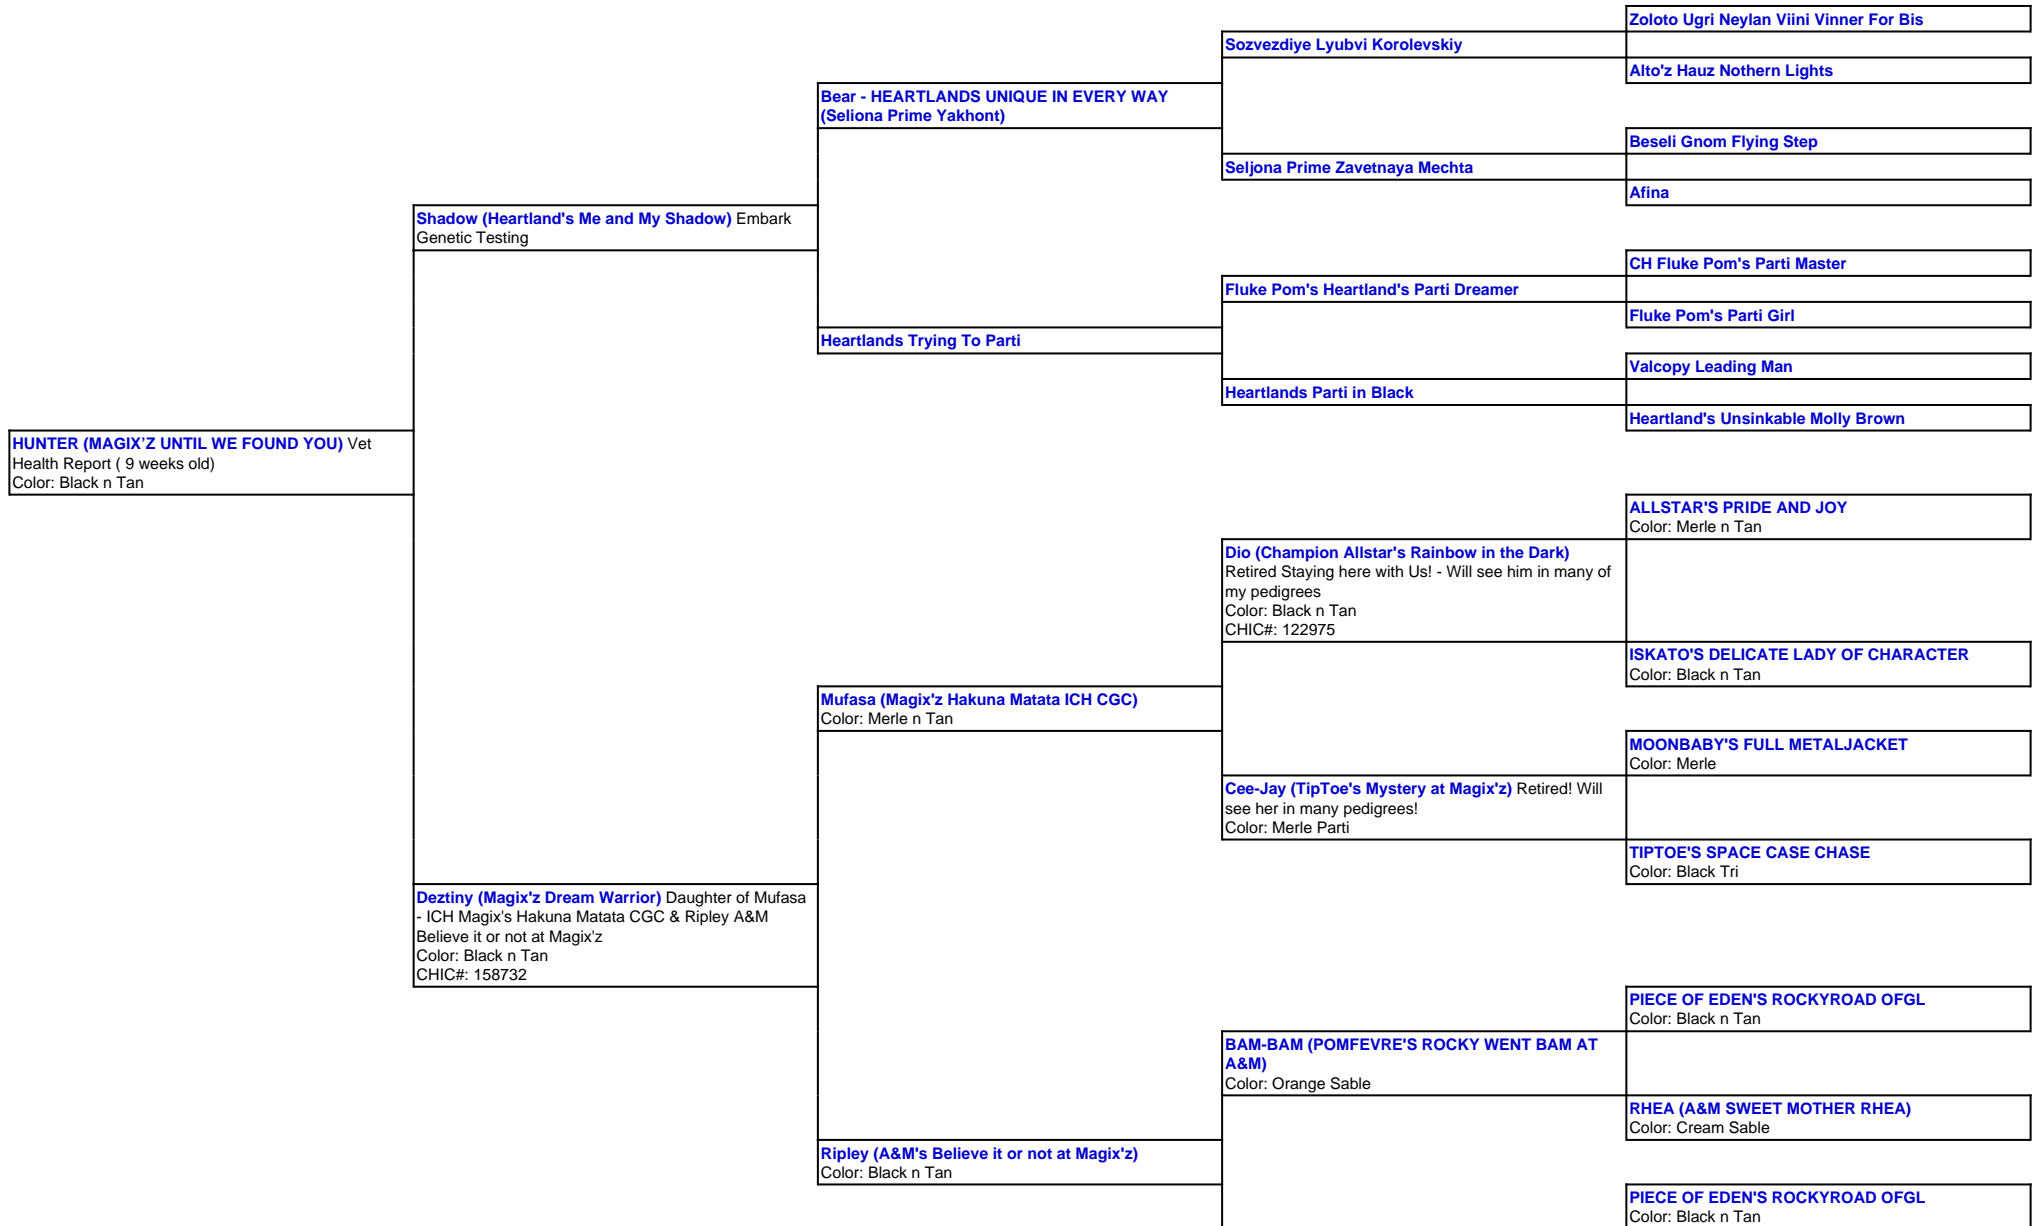 Zoloto Ugri Neylan Viini Vinner For Bis
Sozvezdiye Lyubvi Korolevskiy
Alto'z Hauz Nothern Lights
Bear - HEARTLANDS UNIQUE IN EVERY WAY
(Seliona Prime Yakhont)
Beseli Gnom Flying Step
Seljona Prime Zavetnaya Mechta
Afina
Shadow (Heartland's Me and My Shadow) Embark
Genetic Testing
CH Fluke Pom's Parti Master
Fluke Pom's Heartland's Parti Dreamer
Fluke Pom's Parti Girl
Heartlands Trying To Parti
Valcopy Leading Man
Heartlands Parti in Black
Heartland's Unsinkable Molly Brown
HUNTER (MAGIX’Z UNTIL WE FOUND YOU) Vet
Health Report ( 9 weeks old)
Color: Black n Tan
ALLSTAR'S PRIDE AND JOY
Color: Merle n Tan
Dio (Champion Allstar's Rainbow in the Dark)
Retired Staying here with Us! - Will see him in many of
my pedigrees
Color: Black n Tan
CHIC#: 122975
ISKATO'S DELICATE LADY OF CHARACTER
Color: Black n Tan
Mufasa (Magix'z Hakuna Matata ICH CGC)
Color: Merle n Tan
MOONBABY'S FULL METALJACKET
Color: Merle
Cee-Jay (TipToe's Mystery at Magix'z) Retired! Will
see her in many pedigrees!
Color: Merle Parti
TIPTOE'S SPACE CASE CHASE
Color: Black Tri
Deztiny (Magix'z Dream Warrior) Daughter of Mufasa
- ICH Magix's Hakuna Matata CGC & Ripley A&M
Believe it or not at Magix'z
Color: Black n Tan
CHIC#: 158732
PIECE OF EDEN'S ROCKYROAD OFGL
Color: Black n Tan
BAM-BAM (POMFEVRE'S ROCKY WENT BAM AT
A&M)
Color: Orange Sable
RHEA (A&M SWEET MOTHER RHEA)
Color: Cream Sable
Ripley (A&M's Believe it or not at Magix'z)
Color: Black n Tan
PIECE OF EDEN'S ROCKYROAD OFGL
Color: Black n Tan